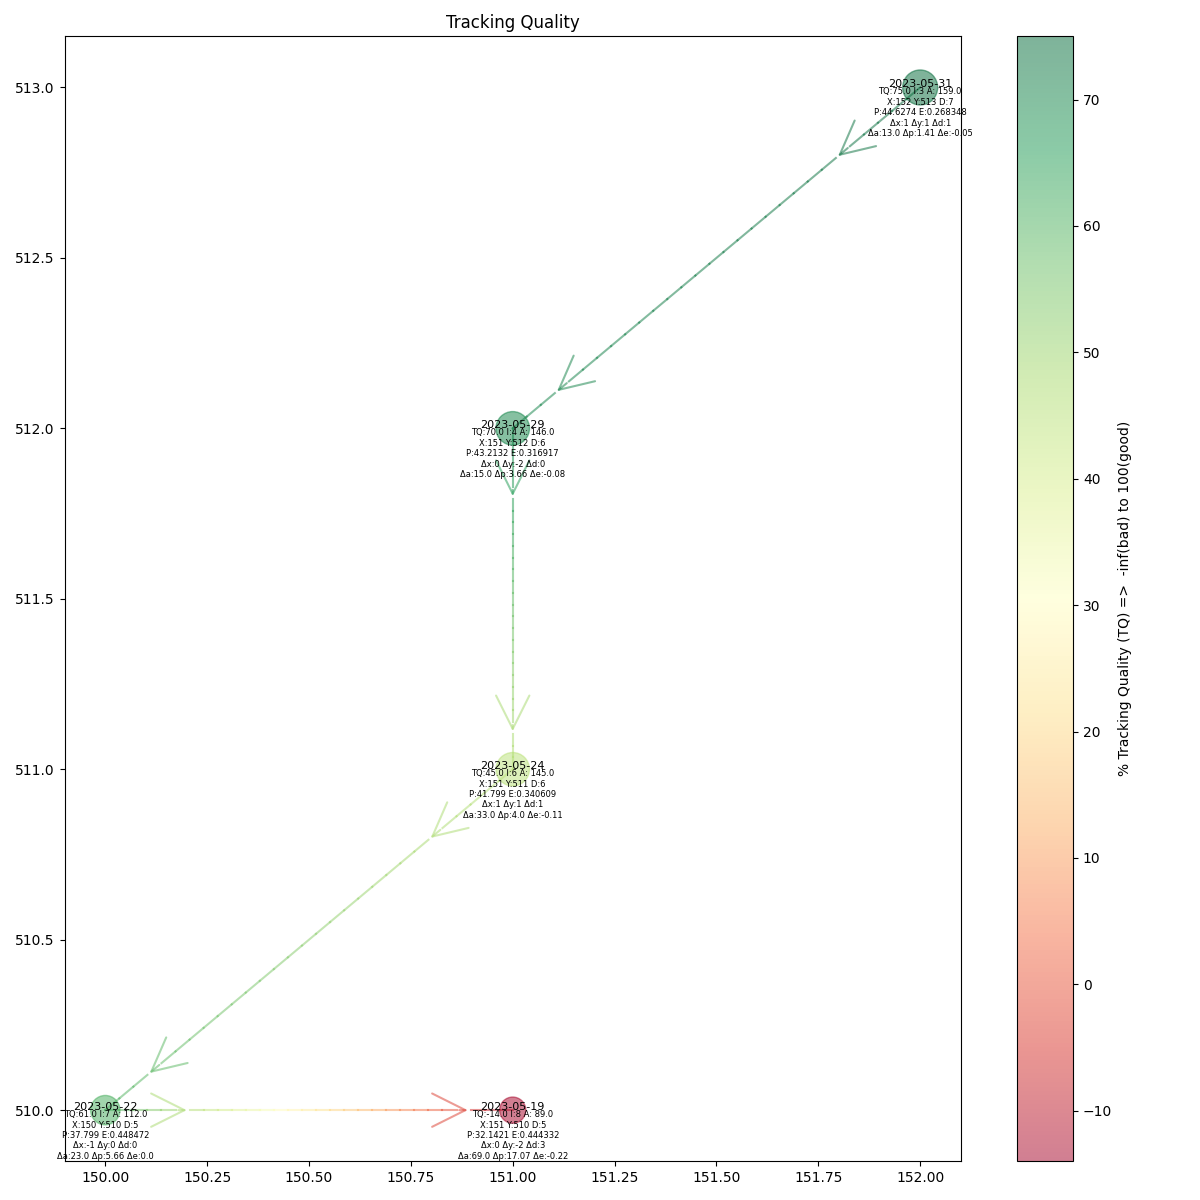 Tracking Quality
513.0
512.5
512.0
511.5
511.0
510.5
510.0
2023-05-31
TQ:75.0 I:3 A: 159.0
X:152 Y:513 D:7
P:44.6274 E:0.268348
Δx:1 Δy:1 Δd:1
Δa:13.0 Δp:1.41 Δe:-0.05
2023-05-29
TQ:70.0 I:4 A: 146.0
X:151 Y:512 D:6
P:43.2132 E:0.316917
Δx:0 Δy:-2 Δd:0
Δa:15.0 Δp:3.66 Δe:-0.08
2023-05-24
TQ:45.0 I:6 A: 145.0
X:151 Y:511 D:6
P:41.799 E:0.340609
Δx:1 Δy:1 Δd:1
Δa:33.0 Δp:4.0 Δe:-0.11
2023-05-22
TQ:61.0 I:7 A: 112.0
X:150 Y:510 D:5
P:37.799 E:0.448472
Δx:-1 Δy:0 Δd:0
Δa:23.0 Δp:5.66 Δe:0.0
2023-05-19
TQ:-14.0 I:8 A: 89.0
X:151 Y:510 D:5
P:32.1421 E:0.444332
Δx:0 Δy:-2 Δd:3
Δa:69.0 Δp:17.07 Δe:-0.22
150.00 150.25 150.50 150.75 151.00 151.25 151.50 151.75 152.00
70
60
50
40
30
20
10
0
−10
% Tracking Quality (TQ) => -inf(bad) to 100(good)